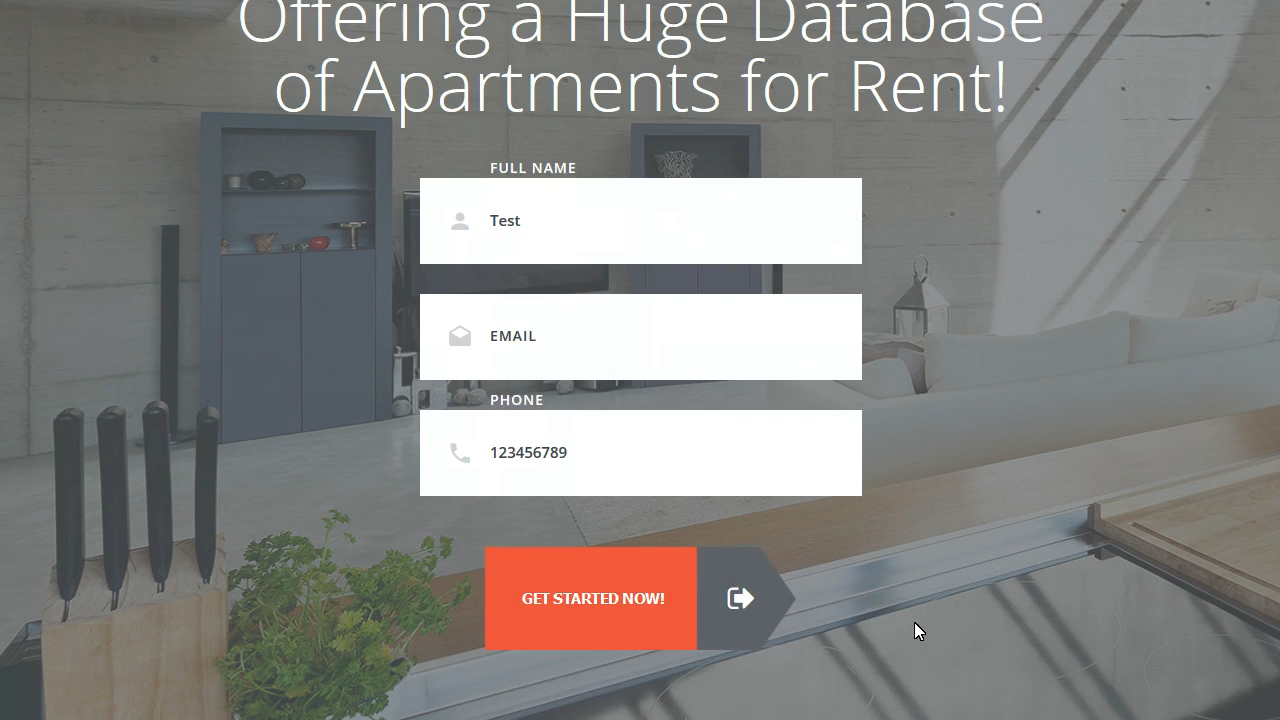 Offering a Huge Database
of Apartments for Rent!
FULL NAME
Test
EMAIL
PHONE
123456789
GET STARTED NOW!